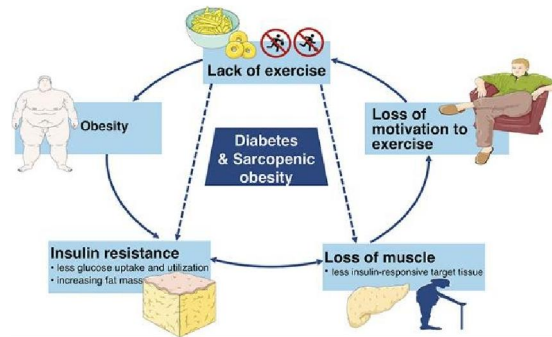 Lack of exercise
Obesity
Loss of
motivation to
exercise
Diabetes
& Sarcopenic
obesity
Insulin resistance
• less glucose uptake and utilization
• increasing fat mass
Loss of muscle
• less insulin-responsive target tissue